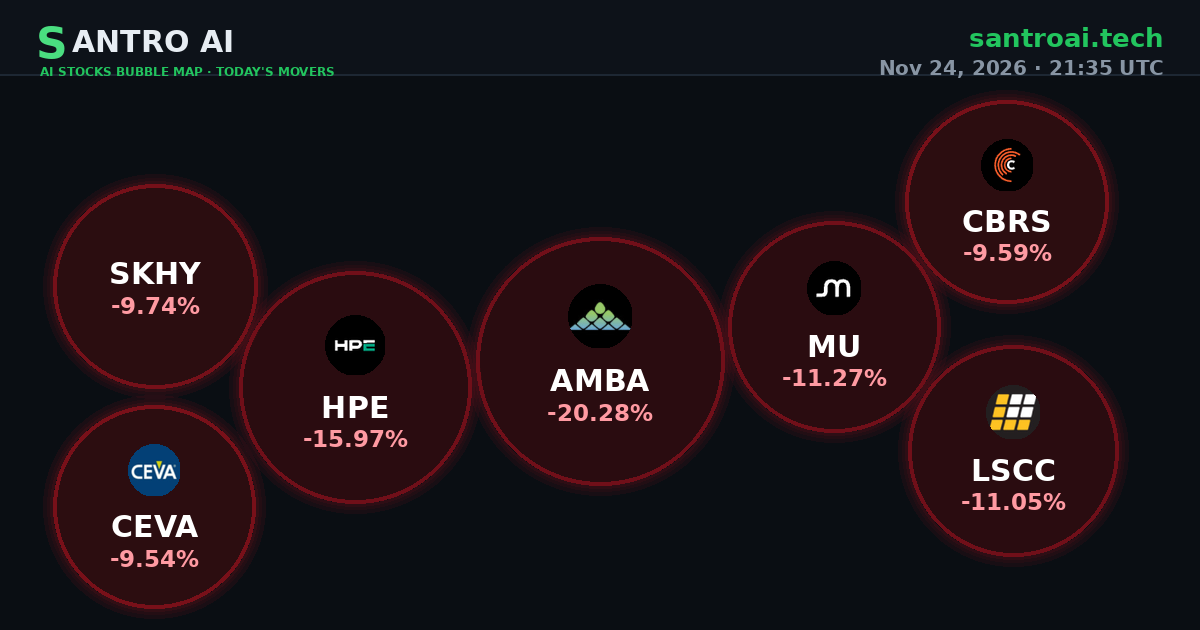 SANTRO AI
AI STOCKS BUBBLE MAP · TODAY'S MOVERS
santroai.tech
Nov 24, 2026 · 21:35 UTC
C
CBRS
-9.59%
SKHY
-9.74%
HPE
HPE
-15.97%
AMBA
-20.28%
MU
-11.27%
CEVA
CEVA
-9.54%
LSCC
-11.05%